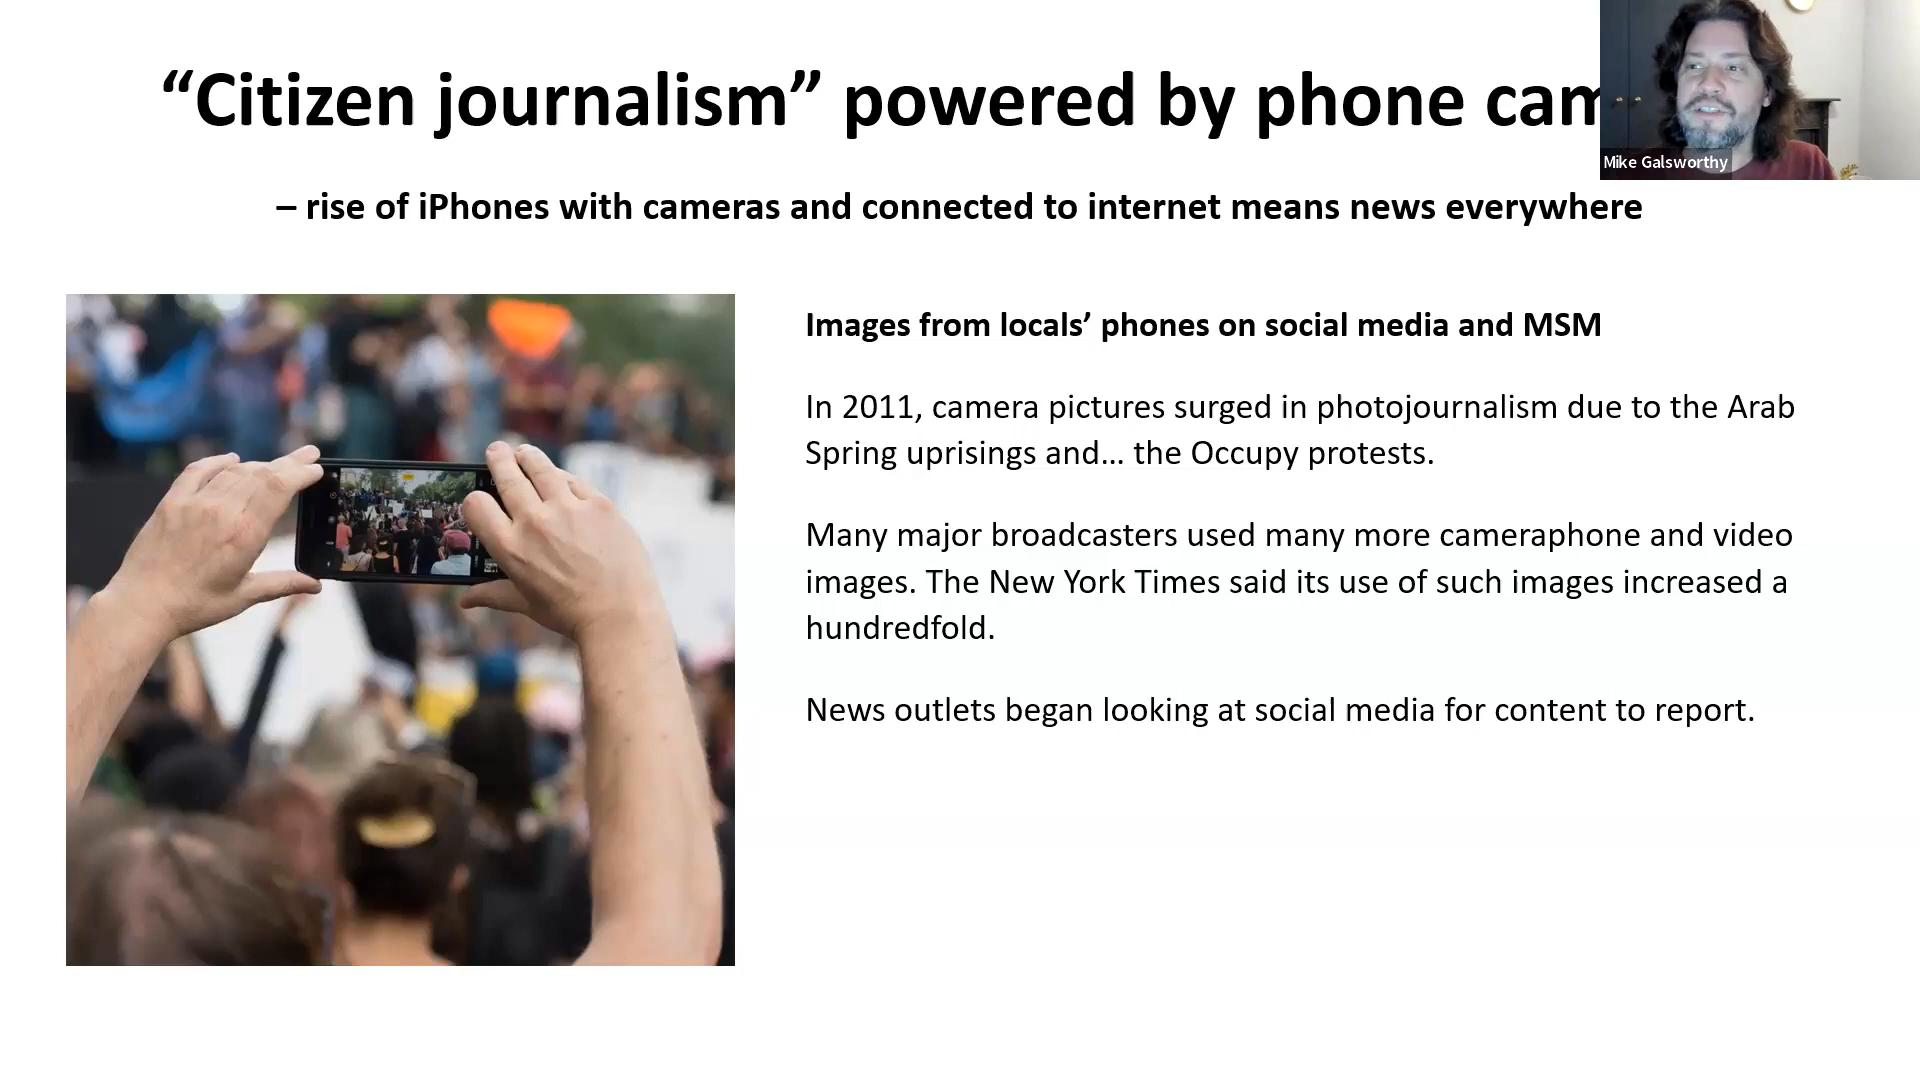 “Citizen journalism” powered by phone cam
Mike Galsworthy
– rise of iPhones with cameras and connected to internet means news everywhere
Images from locals’ phones on social media and MSM
In 2011, camera pictures surged in photojournalism due to the Arab
Spring uprisings and… the Occupy protests.
Many major broadcasters used many more cameraphone and video
images. The New York Times said its use of such images increased a
hundredfold.
News outlets began looking at social media for content to report.